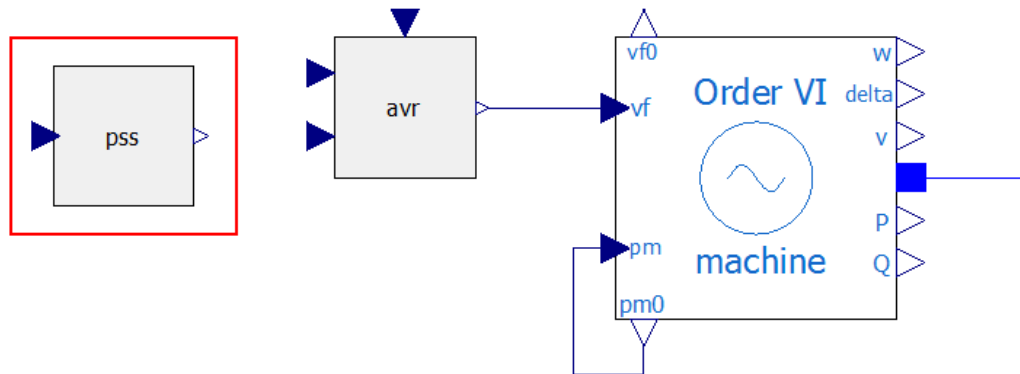 pss
avr
vf0
w
Order VI
delta
vf
v
pm
P
machine
Q
pm0